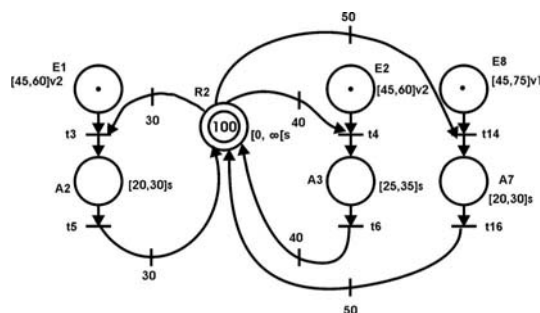 50
E1
[45,60]v2
R2
E2
[45,60]v2
E8
[45,75]v1
30
40
100
[0, ∞[s
t3
t4
t14
A2
[20,30]s
A3
[25,35]s
A7
[20,30]s
t5
t6
t16
40
30
50